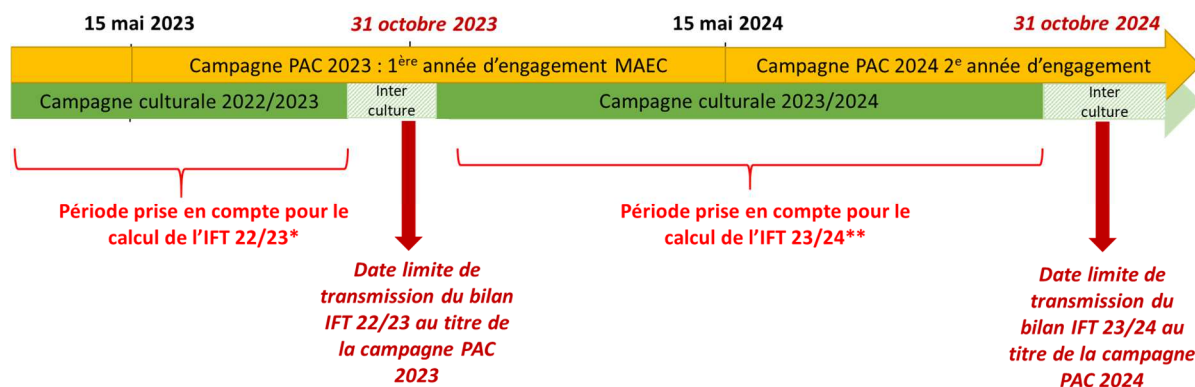 15 mai 2023
31 octobre 2023
15 mai 2024
31 octobre 2024
Campagne PAC 2023 : 1ère année d'engagement MAEC
Campagne PAC 2024 2e année d'engagement
Campagne culturale 2022/2023
Inter
culture
Campagne culturale 2023/2024
Inter
culture
Période prise en compte pour le
calcul de l'IFT 22/23*
Période prise en compte pour le
calcul de l'IFT 23/24**
Date limite de
transmission du bilan
IFT 22/23 au titre de
la campagne PAC
2023
Date limite de
transmission du
bilan IFT 23/24 au
titre de la campagne
PAC 2024